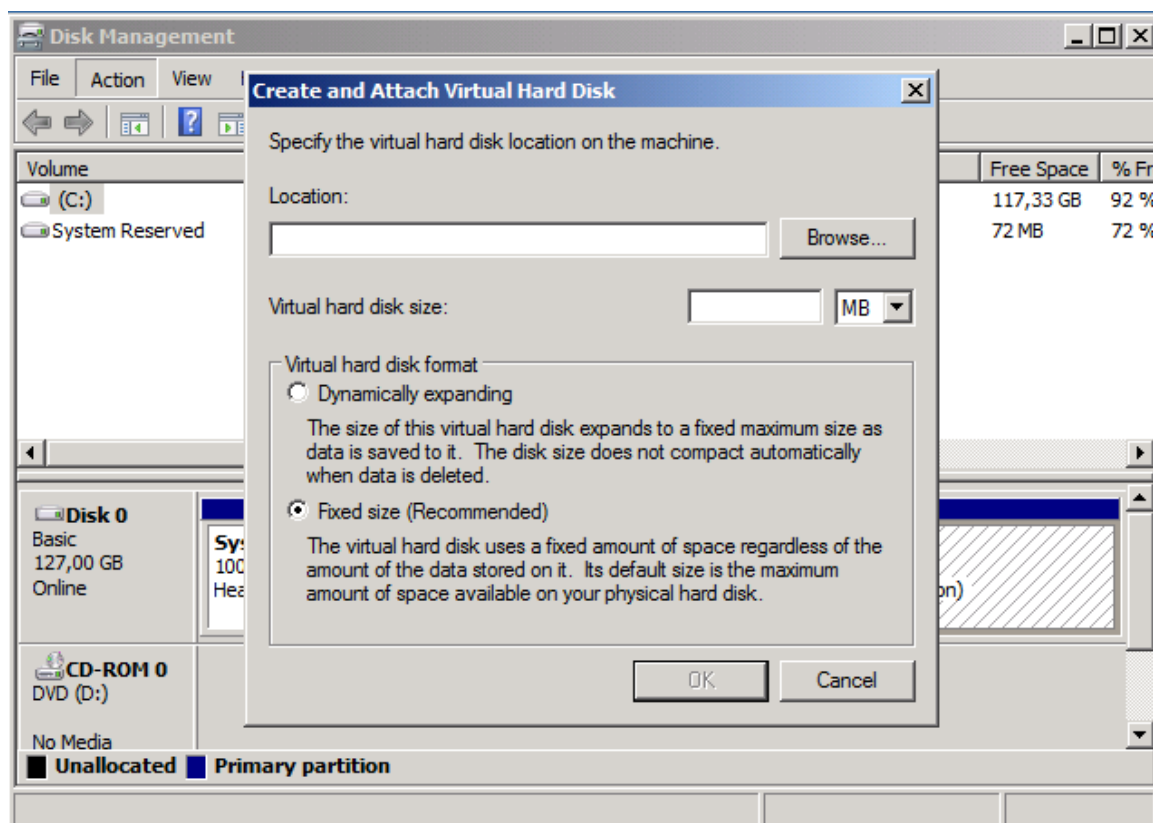 Disk Management
File Action View
Create and Attach Virtual Hard Disk
Specify the virtual hard disk location on the machine.
Location:
Browse...
Virtual hard disk size:
MB
Virtual hard disk format
Dynamically expanding
The size of this virtual hard disk expands to a fixed maximum size as
data is saved to it. The disk size does not compact automatically
when data is deleted.
Fixed size (Recommended)
The virtual hard disk uses a fixed amount of space regardless of the
amount of the data stored on it. Its default size is the maximum
amount of space available on your physical hard disk.
OK Cancel
Volume Free Space % Fr
(C:) 117,33 GB 92 %
System Reserved 72 MB 72 %
Disk 0
Basic
127,00 GB
Online
Sys
100
Hea
on)
CD-ROM 0
DVD (D:)
No Media
Unallocated Primary partition